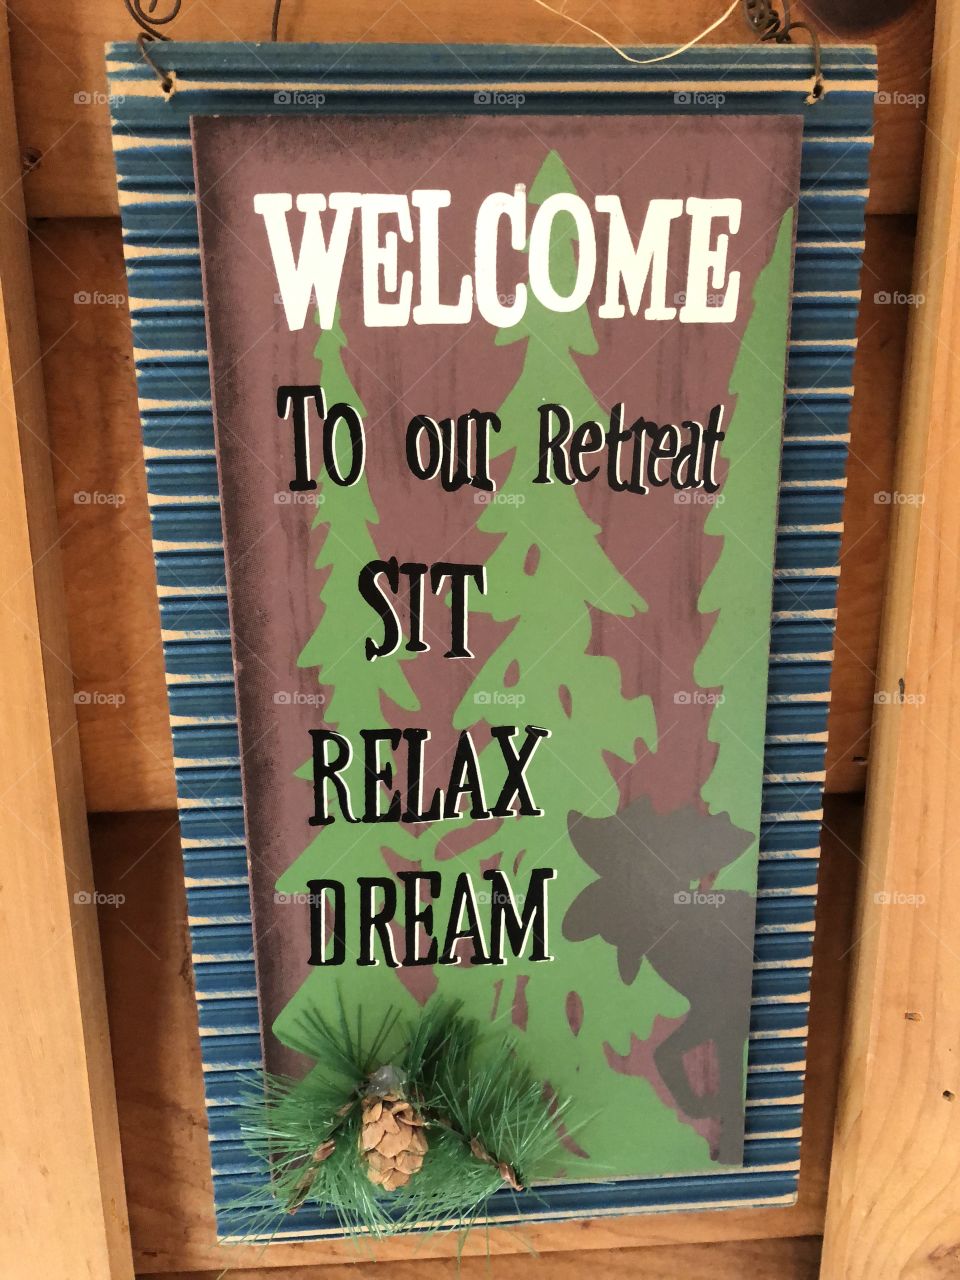 WELCOME
To our Retreat
SIT
RELAX
DREAM